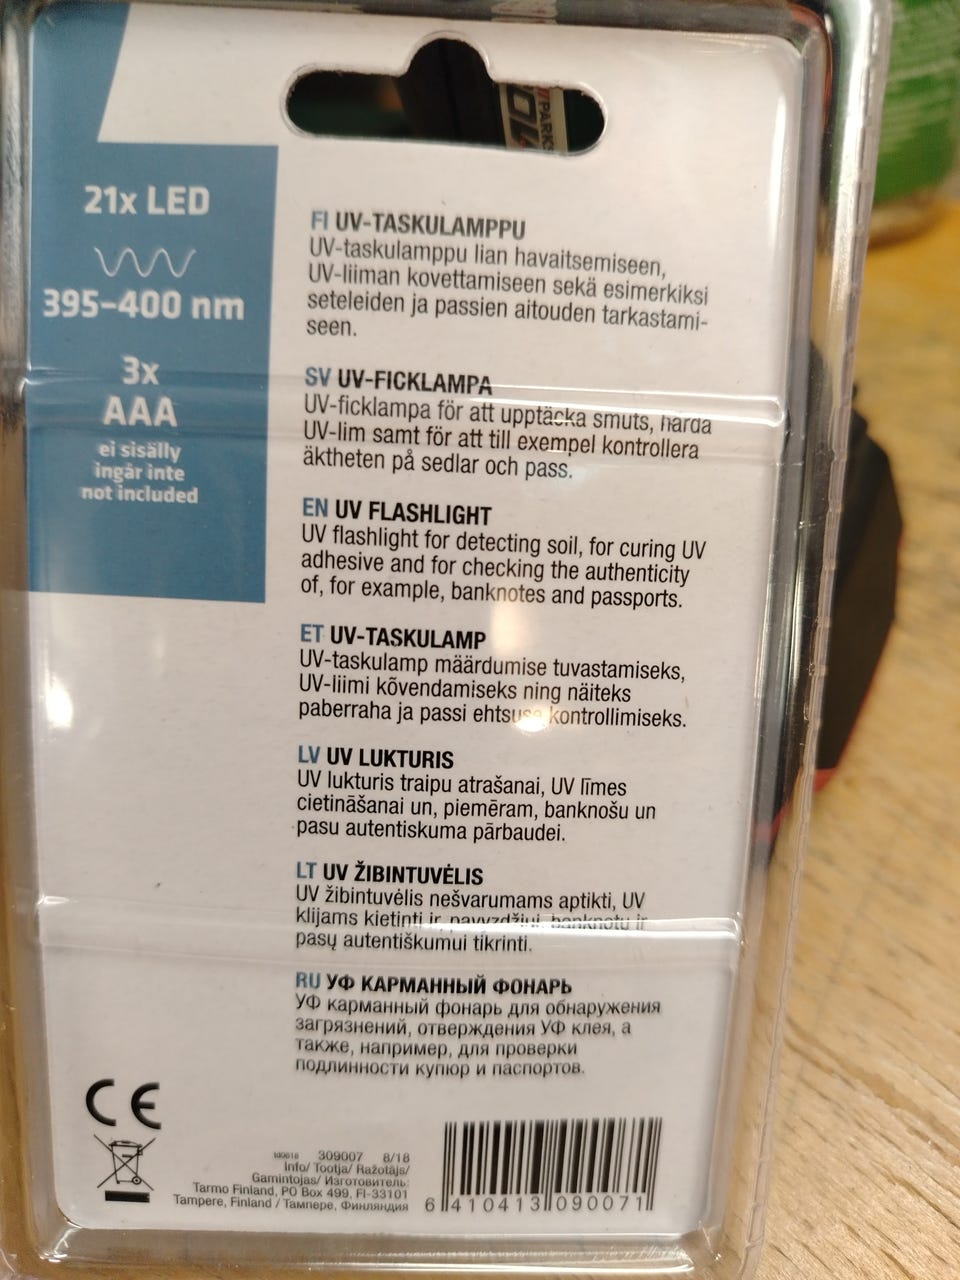 21x LED
395–400 nm
3x
AAA
ei sisälly
ingår inte
not included
FI UV-TASKULAMPPU
UV-taskulamppu lian havaitsemiseen,
UV-liiman kovettamiseen sekä esimerkiksi
seteleiden ja passien aitouden tarkastami-
seen.
SV UV-FICKLAMPA
UV-ficklampa för att upptäcka smuts, härda
UV-lim samt för att till exempel kontrollera
äktheten på sedlar och pass.
EN UV FLASHLIGHT
UV flashlight for detecting soil, for curing UV
adhesive and for checking the authenticity
of, for example, banknotes and passports.
ET UV-TASKULAMP
UV-taskulamp määrdumise tuvastamiseks,
UV-liimi kõvendamiseks ning näiteks
paberraha ja passi ehtsuse kontrollimiseks.
LV UV LUKTURIS
UV lukturis traipu atrašanai, UV līmes
cietināšanai un, piemēram, banknošu un
pasu autentiskuma pārbaudei.
LT UV ŽIBINTUVĖLIS
UV žibintuvėlis nešvarumams aptikti, UV
klijams kietinti ir, pavyzdžiui, banknotų ir
pasų autentiškumui tikrinti.
RU УФ КАРМАННЫЙ ФОНАРЬ
УФ карманный фонарь для обнаружения
загрязнений, отверждения УФ клея, а
также, например, для проверки
подлинности купюр и паспортов.
CE
309007 8/18
Info/ Tootja/ Ražotājs/
Gamintojas/ Изготовитель:
Tarmo Finland, PO Box 499, FI-33101
Tampere, Finland / Тампере, Финляндия
6 410413 090071